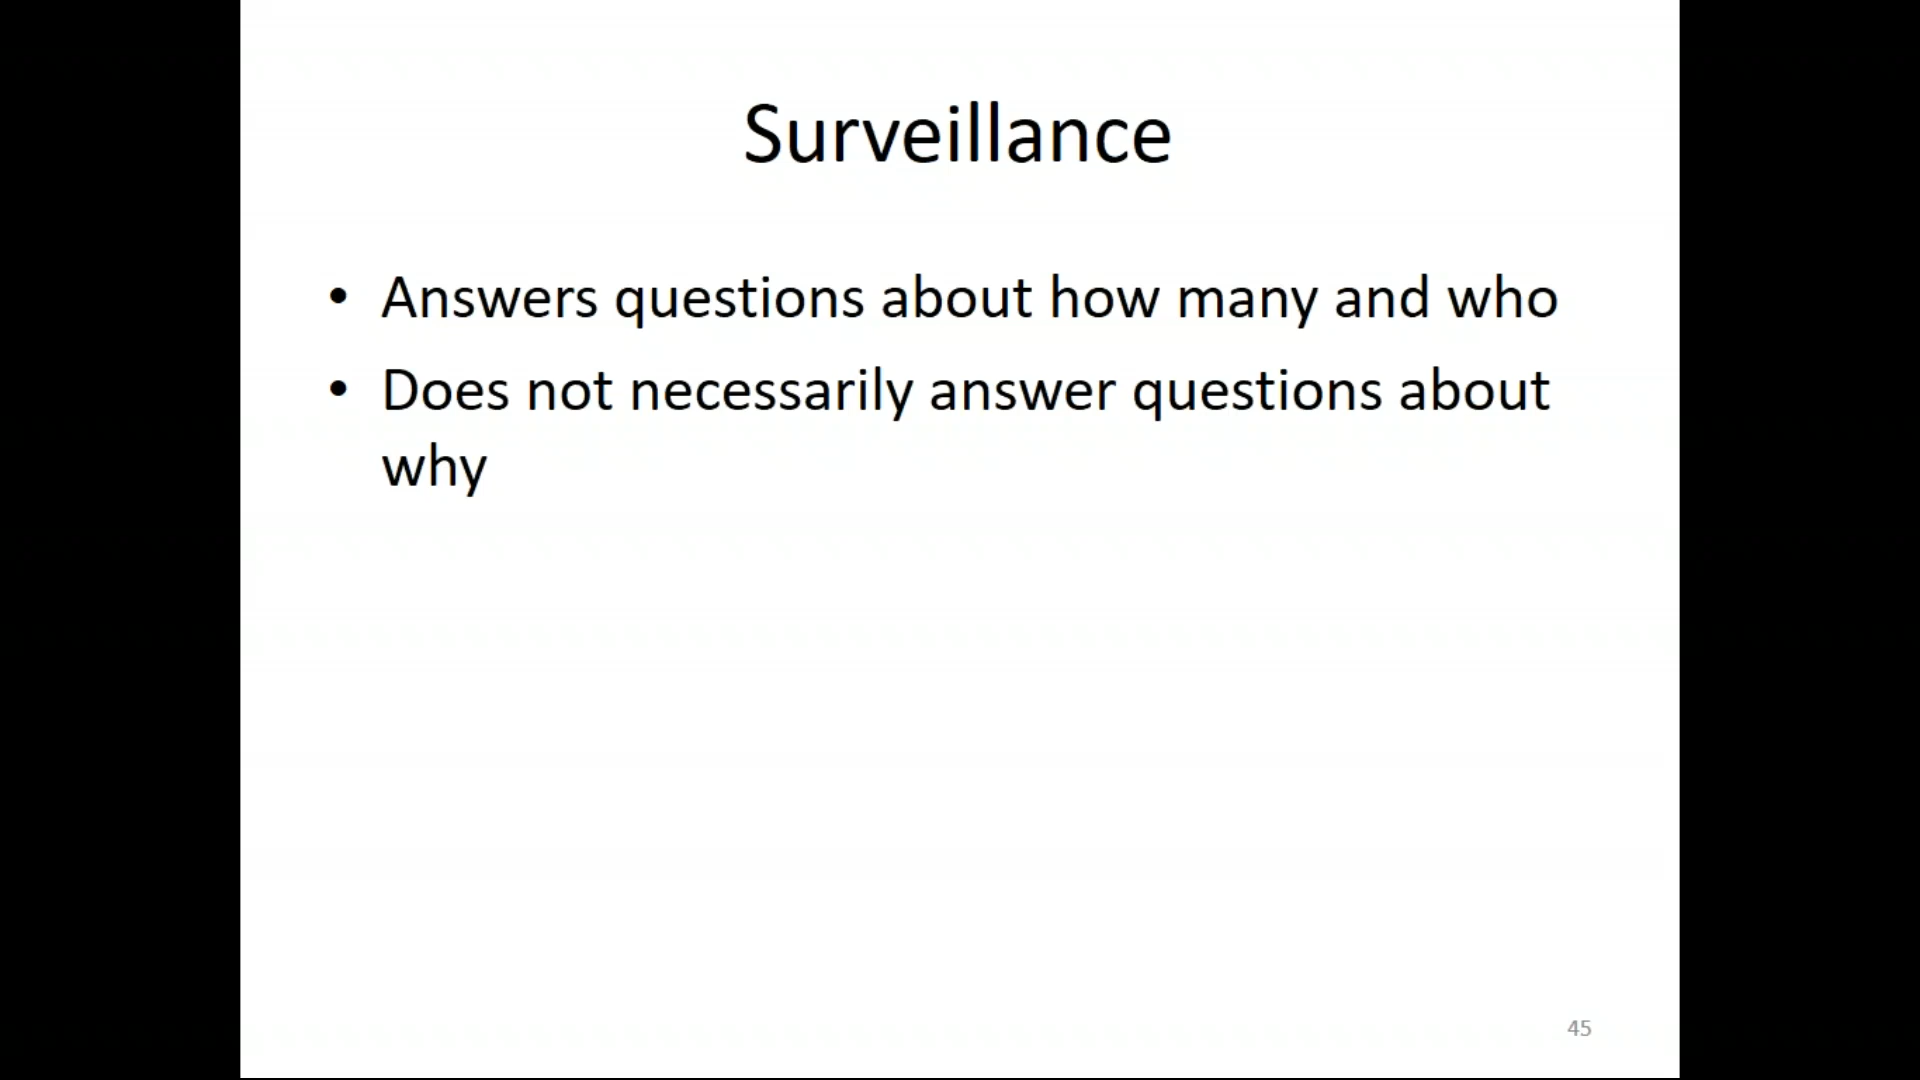 Surveillance
• Answers questions about how many and who
• Does not necessarily answer questions about
why
45